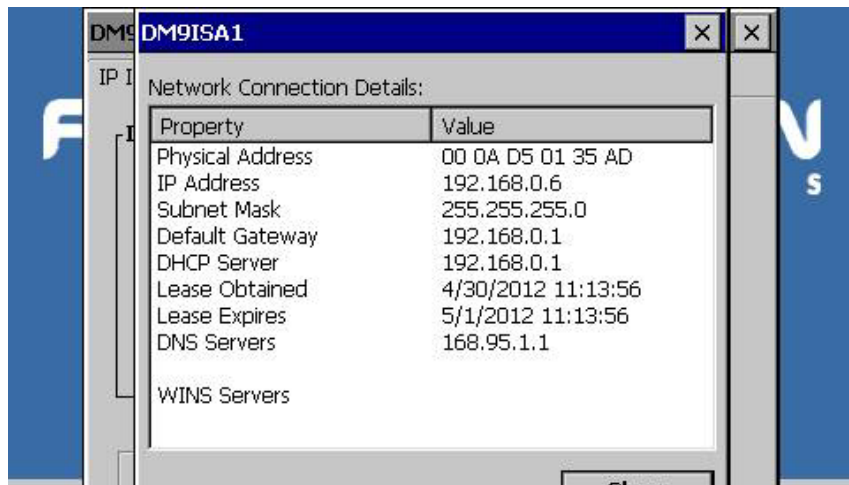 DM9ISA1
IP I
Network Connection Details:
Property Value
Physical Address 00 0A D5 01 35 AD
IP Address 192.168.0.6
Subnet Mask 255.255.255.0
Default Gateway 192.168.0.1
DHCP Server 192.168.0.1
Lease Obtained 4/30/2012 11:13:56
Lease Expires 5/1/2012 11:13:56
DNS Servers 168.95.1.1
WINS Servers